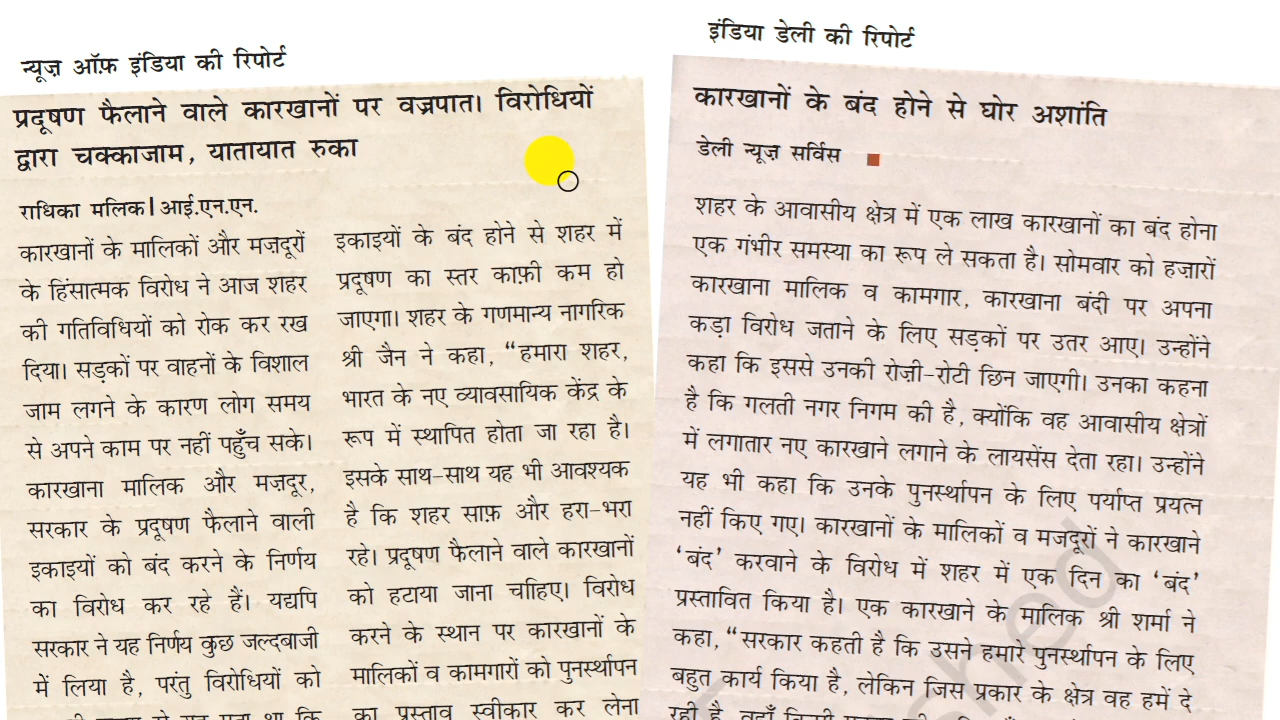 न्यूज़ ऑफ़ इंडिया की रिपोर्ट
प्रदूषण फैलाने वाले कारखानों पर वज्रपात। विरोधियों
द्वारा चक्काजाम, यातायात रुका
राधिका मलिक। आई.एन.एन.
कारखानों के मालिकों और मज़दूरों
के हिंसात्मक विरोध ने आज शहर
की गतिविधियों को रोक कर रख
दिया। सड़कों पर वाहनों के विशाल
जाम लगने के कारण लोग समय
से अपने काम पर नहीं पहुँच सके।
कारखाना मालिक और मज़दूर,
सरकार के प्रदूषण फैलाने वाली
इकाइयों को बंद करने के निर्णय
का विरोध कर रहे हैं। यद्यपि
सरकार ने यह निर्णय कुछ जल्दबाजी
में लिया है, परंतु विरोधियों को
इकाइयों के बंद होने से शहर में
प्रदूषण का स्तर काफ़ी कम हो
जाएगा। शहर के गणमान्य नागरिक
श्री जैन ने कहा, “हमारा शहर,
भारत के नए व्यावसायिक केंद्र के
रूप में स्थापित होता जा रहा है।
इसके साथ-साथ यह भी आवश्यक
है कि शहर साफ़ और हरा-भरा
रहे। प्रदूषण फैलाने वाले कारखानों
को हटाया जाना चाहिए। विरोध
करने के स्थान पर कारखानों के
मालिकों व कामगारों को पुनर्स्थापन
का प्रस्ताव स्वीकार कर लेना
इंडिया डेली की रिपोर्ट
कारखानों के बंद होने से घोर अशांति
डेली न्यूज़ सर्विस
शहर के आवासीय क्षेत्र में एक लाख कारखानों का बंद होना
एक गंभीर समस्या का रूप ले सकता है। सोमवार को हज़ारों
कारखाना मालिक व कामगार, कारखाना बंदी पर अपना
कड़ा विरोध जताने के लिए सड़कों पर उतर आए। उन्होंने
कहा कि इससे उनकी रोज़ी-रोटी छिन जाएगी। उनका कहना
है कि गलती नगर निगम की है, क्योंकि वह आवासीय क्षेत्रों
में लगातार नए कारखाने लगाने के लायसेंस देता रहा। उन्होंने
यह भी कहा कि उनके पुनर्स्थापन के लिए पर्याप्त प्रयत्न
नहीं किए गए। कारखानों के मालिकों व मजदूरों ने कारखाने
‘बंद’ करवाने के विरोध में शहर में एक दिन का ‘बंद’
प्रस्तावित किया है। एक कारखाने के मालिक श्री शर्मा ने
कहा, “सरकार कहती है कि उसने हमारे पुनर्स्थापन के लिए
बहुत कार्य किया है, लेकिन जिस प्रकार के क्षेत्र वह हमें दे